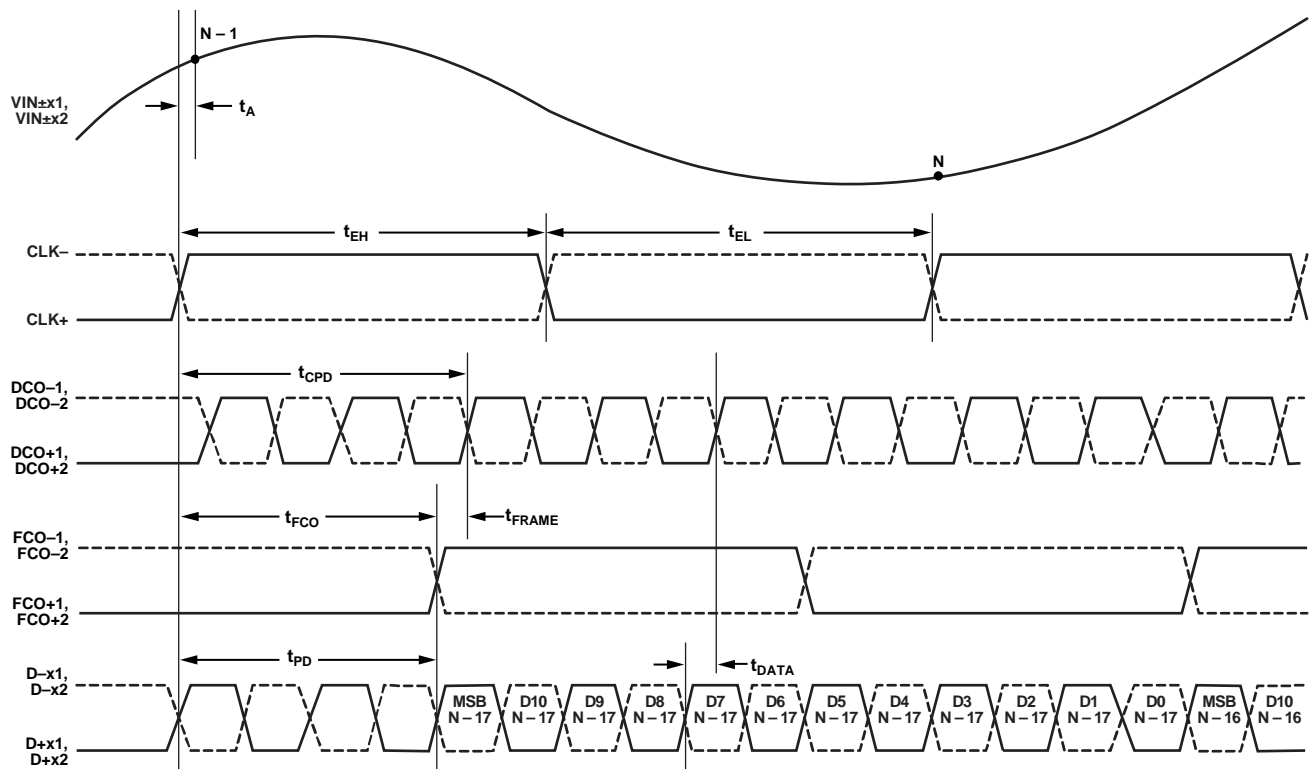 N – 1
VIN±x1,
VIN±x2
tA
N
tEH
tEL
CLK–
CLK+
tCPD
DCO–1,
DCO–2
DCO+1,
DCO+2
tFCO
tFRAME
FCO–1,
FCO–2
FCO+1,
FCO+2
tPD
tDATA
D–x1,
D–x2
MSB D10 D9 D8 D7 D6 D5 D4 D3 D2 D1 D0 MSB D10
N – 17 N – 17 N – 17 N – 17 N – 17 N – 17 N – 17 N – 17 N – 17 N – 17 N – 17 N – 17 N – 16 N – 16
D+x1,
D+x2